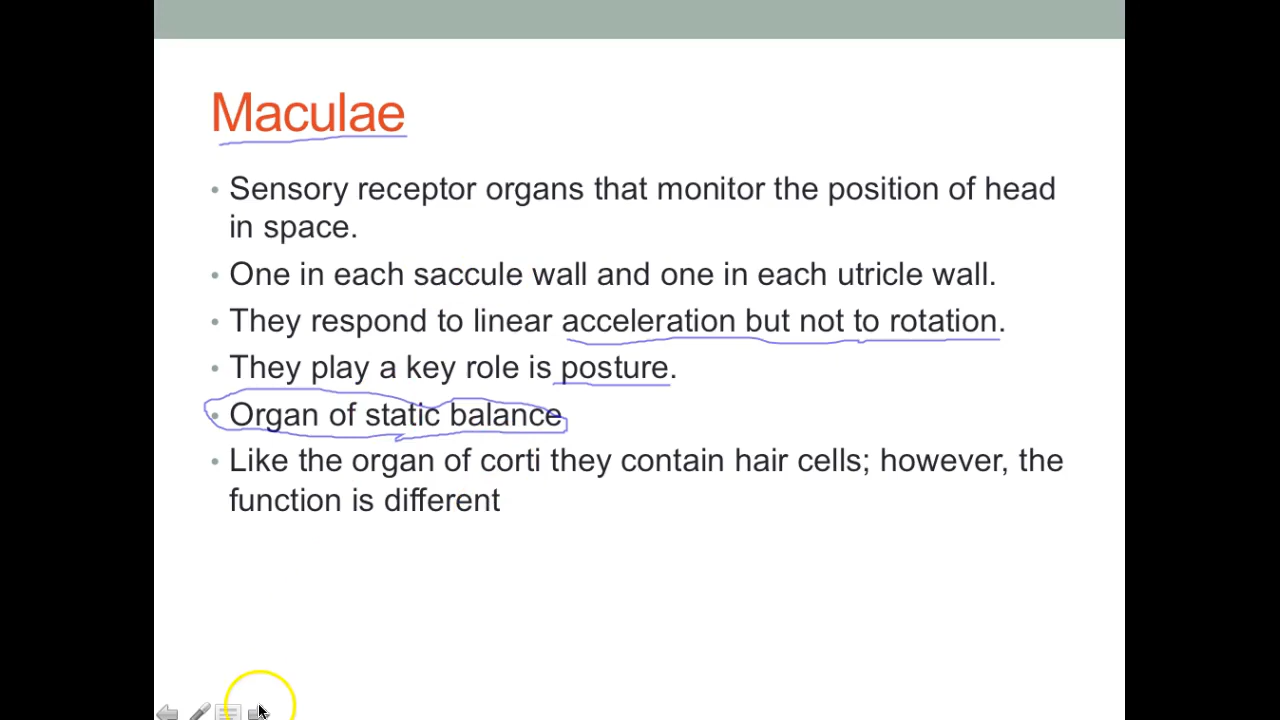 Maculae
• Sensory receptor organs that monitor the position of head
in space.
• One in each saccule wall and one in each utricle wall.
• They respond to linear acceleration but not to rotation.
• They play a key role is posture.
• Organ of static balance
• Like the organ of corti they contain hair cells; however, the
function is different